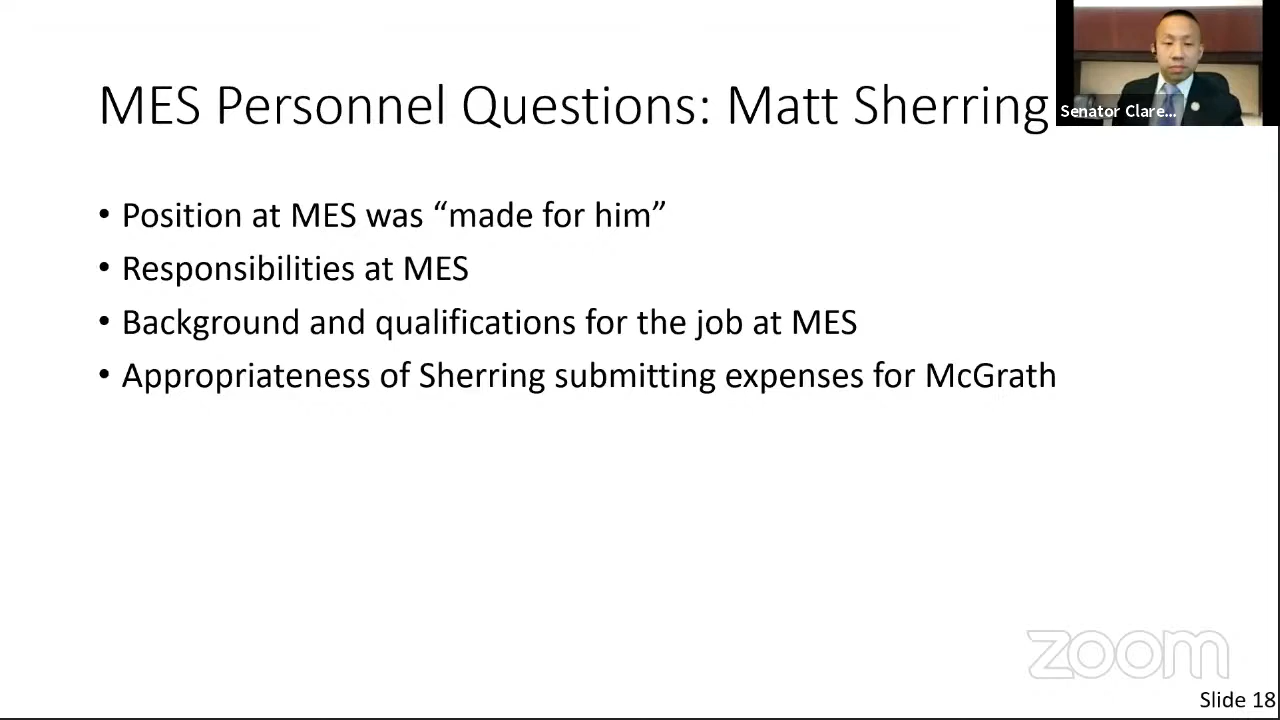 MES Personnel Questions: Matt Sherring
Senator Clare...
• Position at MES was “made for him”
• Responsibilities at MES
• Background and qualifications for the job at MES
• Appropriateness of Sherring submitting expenses for McGrath
zoom
Slide 18